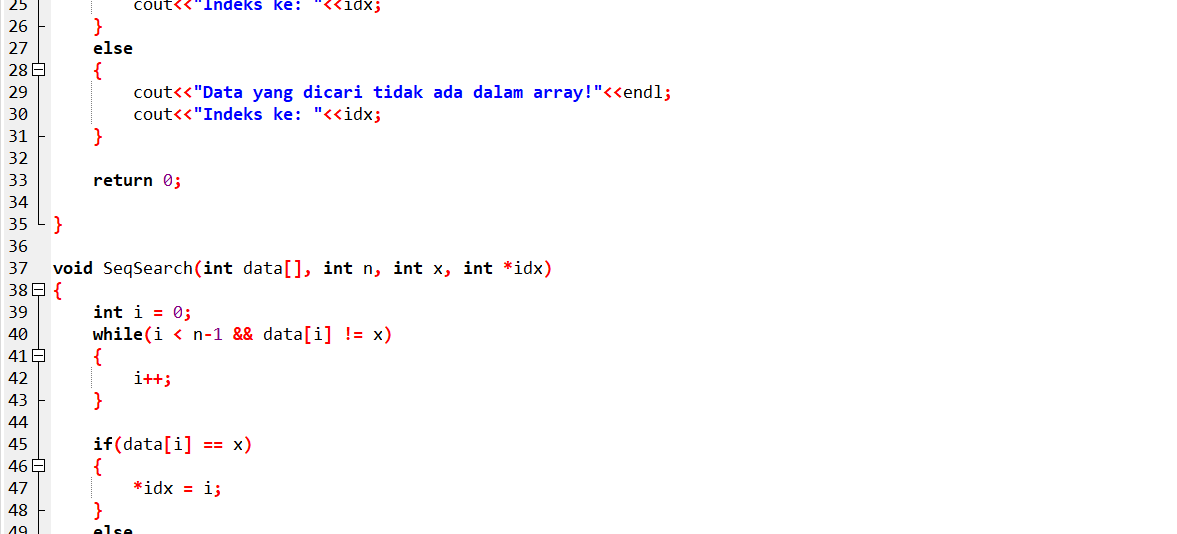 25 cout<<"Indeks ke: "<<idx;
26 }
27 else
28 {
29 cout<<"Data yang dicari tidak ada dalam array!"<<endl;
30 cout<<"Indeks ke: "<<idx;
31 }
32
33 return 0;
34
35 }
36
37 void SeqSearch(int data[], int n, int x, int *idx)
38 {
39 int i = 0;
40 while(i < n-1 && data[i] != x)
41 {
42 i++;
43 }
44
45 if(data[i] == x)
46 {
47 *idx = i;
48 }
49 else